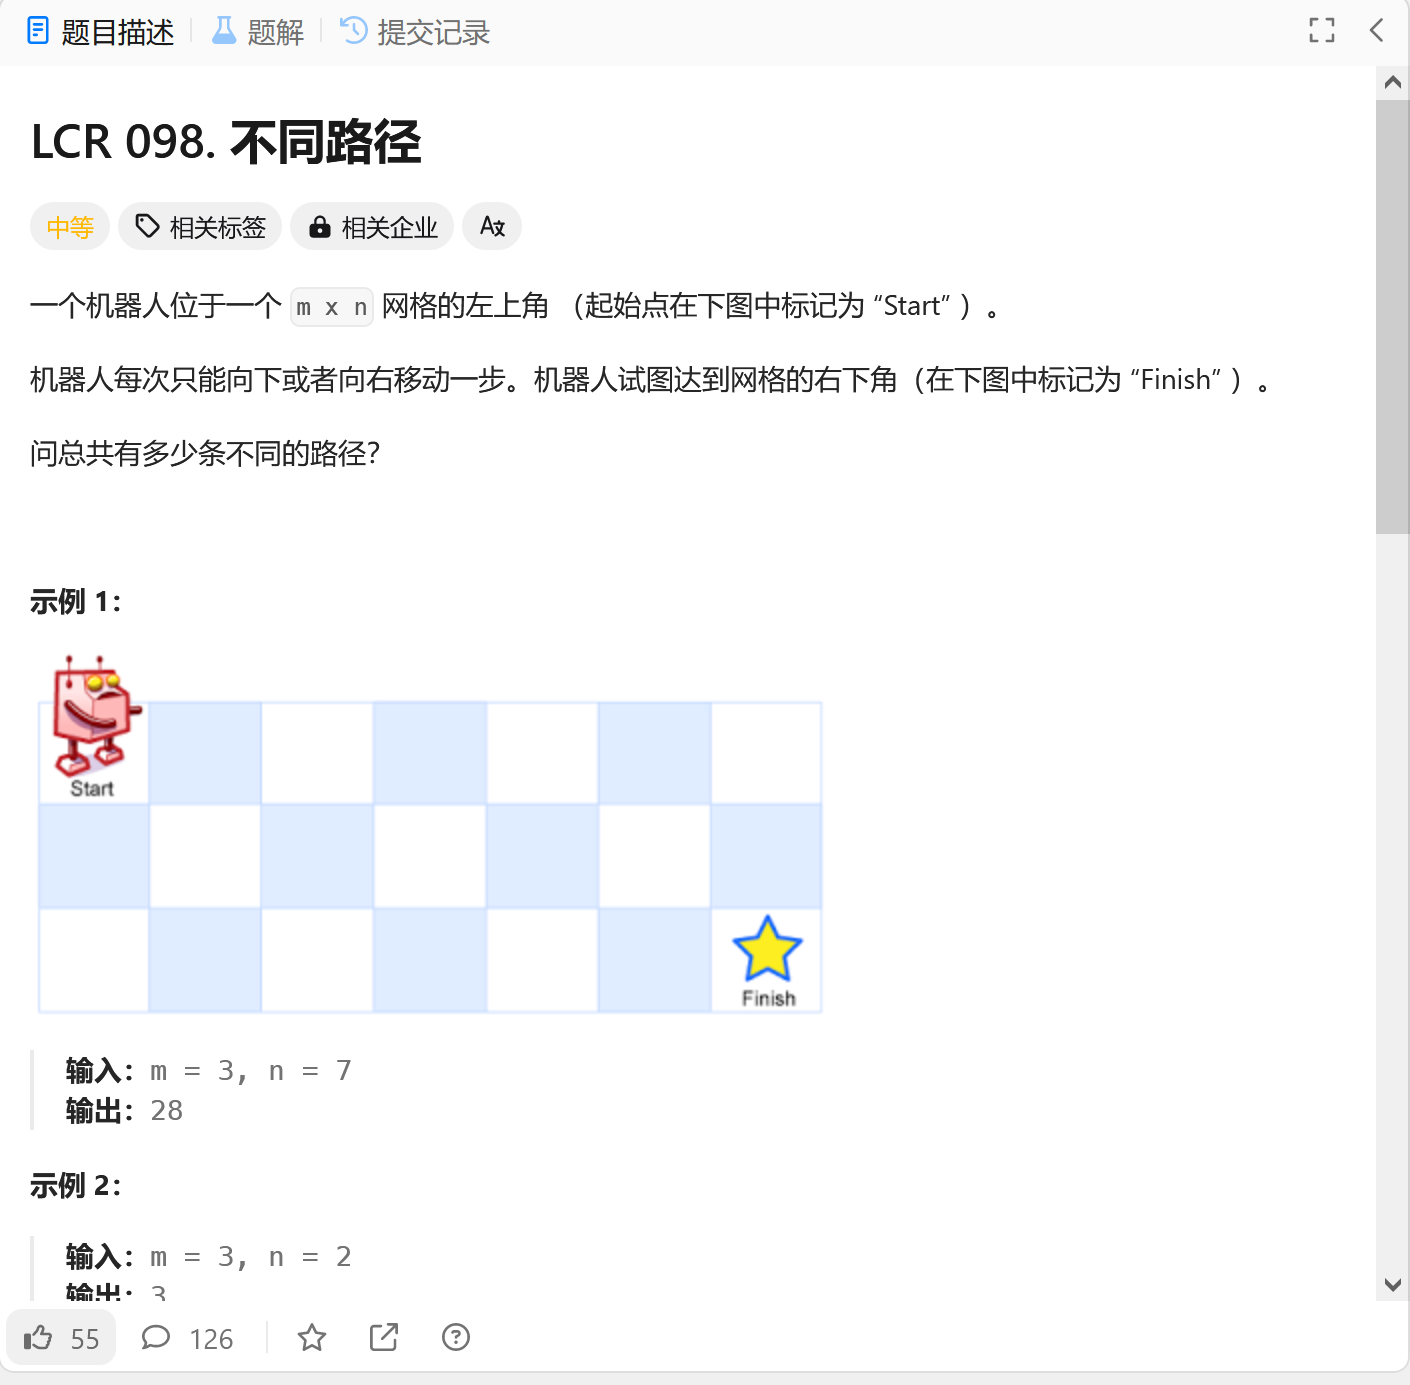 题目描述 题解 提交记录
LCR 098. 不同路径
中等 相关标签 相关企业
一个机器人位于一个 m x n 网格的左上角 （起始点在下图中标记为 “Start” ）。
机器人每次只能向下或者向右移动一步。机器人试图达到网格的右下角（在下图中标记为 “Finish” ）。
问总共有多少条不同的路径？
示例 1：
Start
Finish
输入：m = 3, n = 7
输出：28
示例 2：
输入：m = 3, n = 2
输出：3
55 126